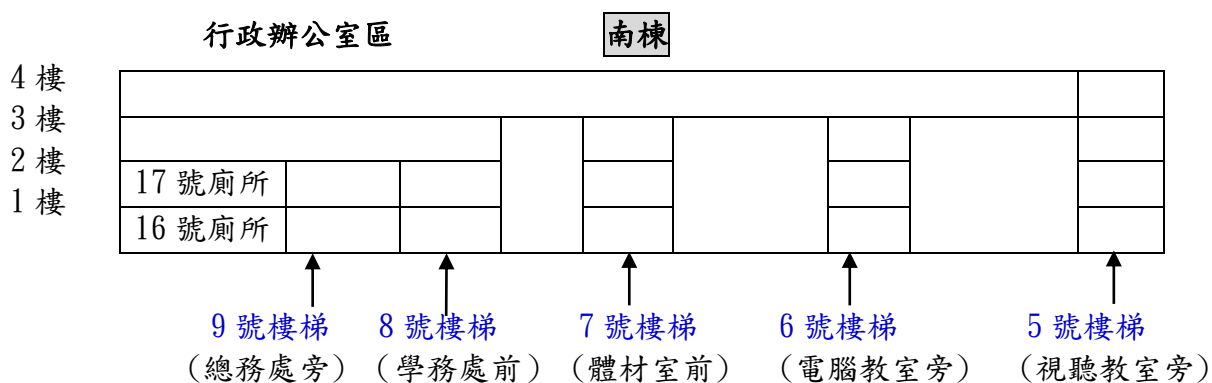 行政辦公室區 南棟
4 樓
3 樓
2 樓
1 樓
17 號廁所
16 號廁所
9 號樓梯 8 號樓梯 7 號樓梯 6 號樓梯 5 號樓梯
(總務處旁) (學務處前) (體材室前) (電腦教室旁) (視聽教室旁)